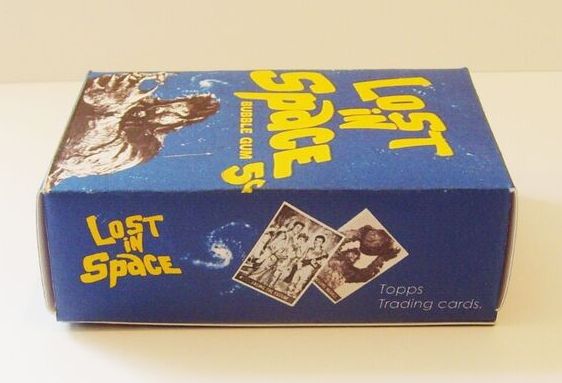 LOST
IN
SPACE
BUBBLE GUM 5¢
LOST
IN
SPACE
Topps
Trading cards.